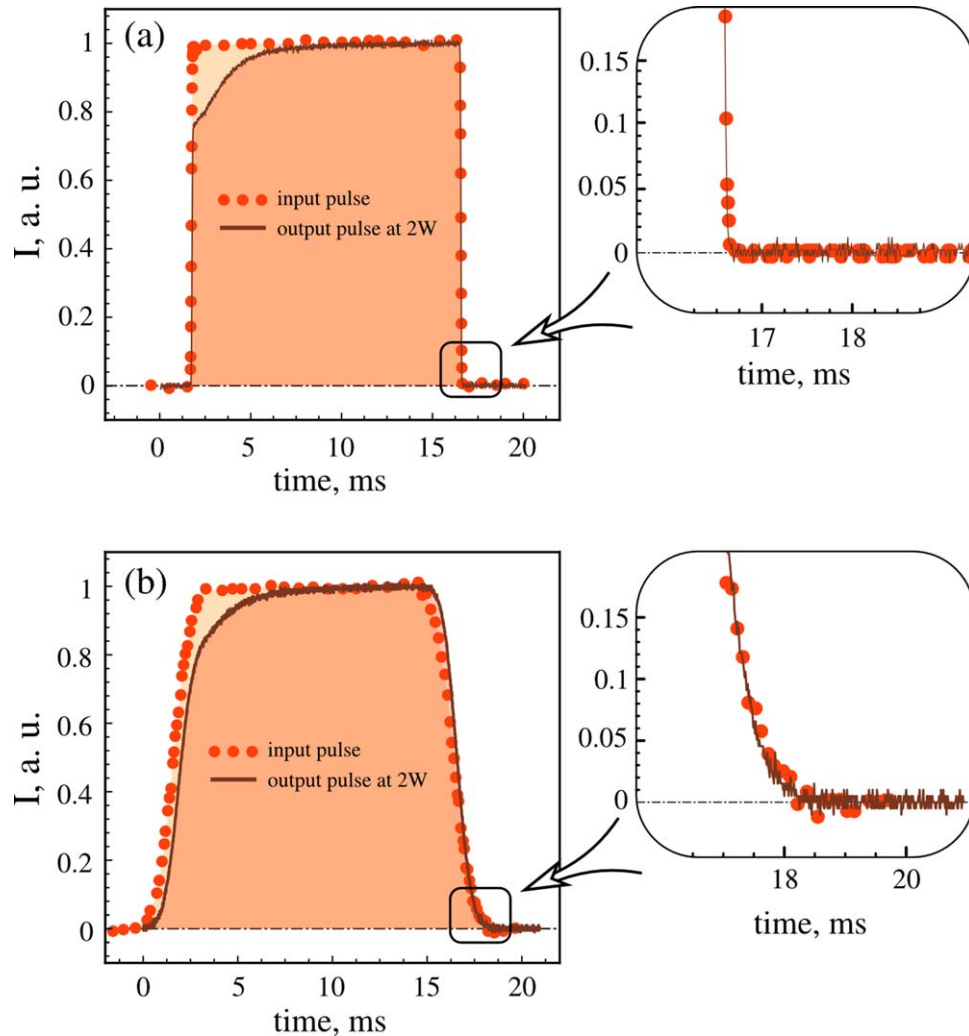 (a)
I, a. u.
1
0.8
0.6
0.4
0.2
0
input pulse
output pulse at 2W
0 5 10 15 20
time, ms
0.15
0.1
0.05
0
17 18
time, ms
(b)
I, a. u.
1
0.8
0.6
0.4
0.2
0
input pulse
output pulse at 2W
0 5 10 15 20
time, ms
0.15
0.1
0.05
0
18 20
time, ms